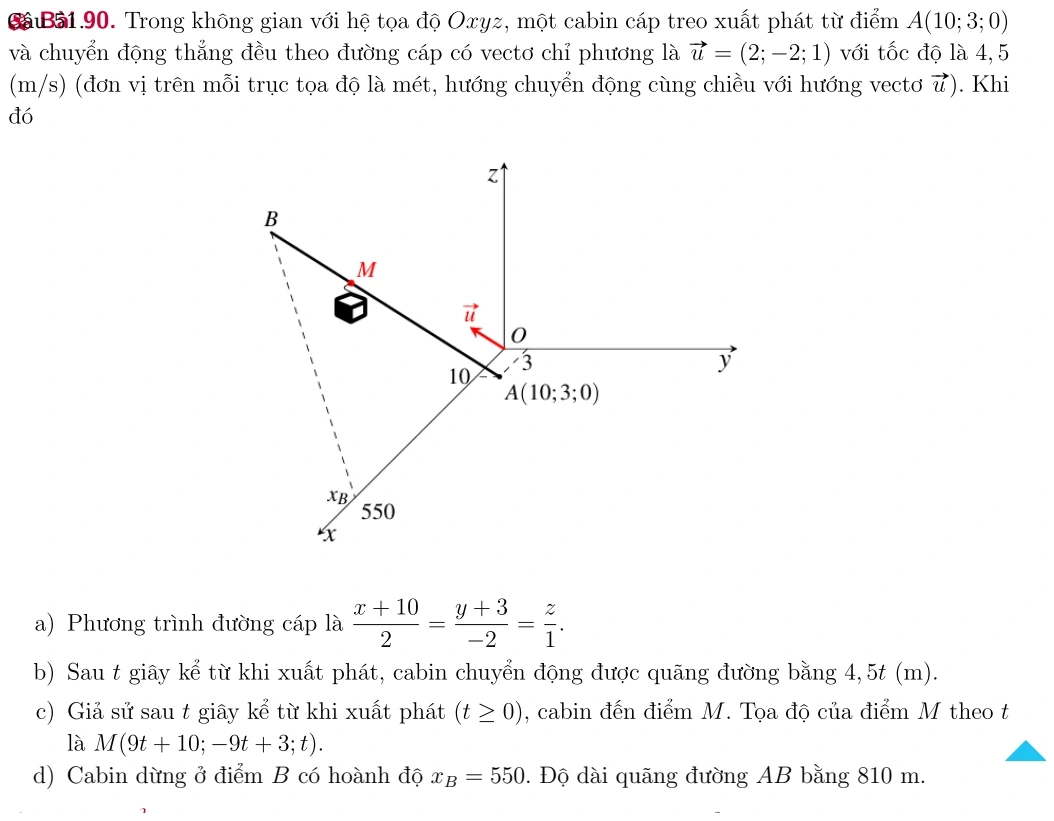 Câu 51. Bài 1.90. Trong không gian với hệ tọa độ Oxyz, một cabin cáp treo xuất phát từ điểm A(10; 3; 0)
và chuyển động thẳng đều theo đường cáp có vectơ chỉ phương là u⃗ = (2; −2; 1) với tốc độ là 4, 5
(m/s) (đơn vị trên mỗi trục tọa độ là mét, hướng chuyển động cùng chiều với hướng vectơ u⃗). Khi
đó
z
B
M
u⃗
O
3
y
10
A(10;3;0)
x_B
550
x
a) Phương trình đường cáp là \frac{x + 10}{2} = \frac{y + 3}{−2} = \frac{z}{1}.
b) Sau t giây kể từ khi xuất phát, cabin chuyển động được quãng đường bằng 4, 5t (m).
c) Giả sử sau t giây kể từ khi xuất phát (t ≥ 0), cabin đến điểm M. Tọa độ của điểm M theo t
là M(9t + 10; −9t + 3; t).
d) Cabin dừng ở điểm B có hoành độ x_B = 550. Độ dài quãng đường AB bằng 810 m.